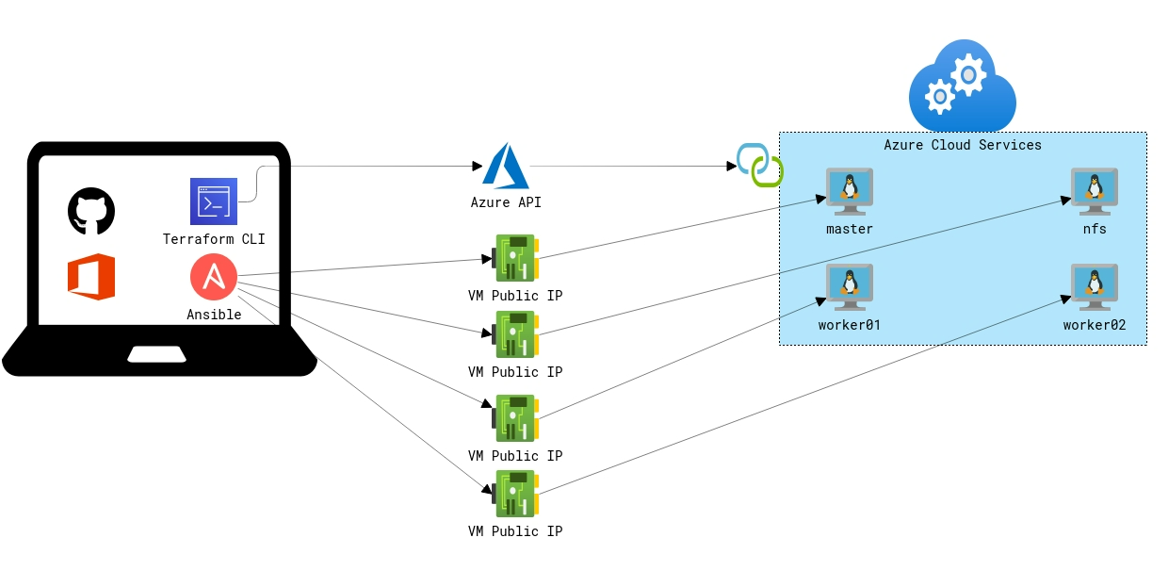 Azure Cloud Services
Terraform CLI
Ansible
Azure API
VM Public IP
VM Public IP
VM Public IP
VM Public IP
master
nfs
worker01
worker02